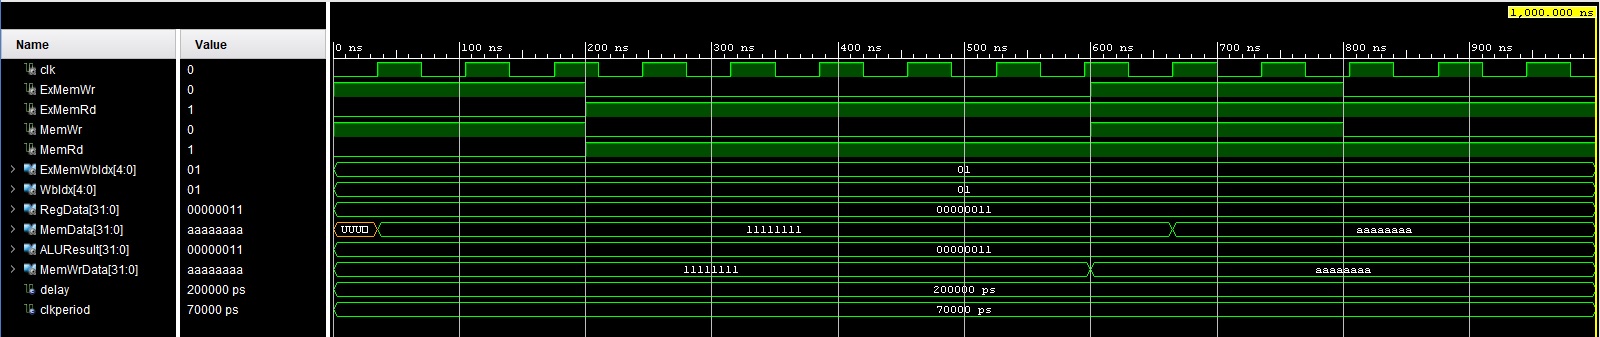 1,000.000 ns
Name Value 0 ns 100 ns 200 ns 300 ns 400 ns 500 ns 600 ns 700 ns 800 ns 900 ns
clk 0
ExMemWr 0
ExMemRd 1
MemWr 0
MemRd 1
ExMemWbIdx[4:0] 01 01
WbIdx[4:0] 01 01
RegData[31:0] 00000011 00000011
MemData[31:0] aaaaaaaa UUUU 11111111 aaaaaaaa
ALUResult[31:0] 00000011 00000011
MemWrData[31:0] aaaaaaaa 11111111 aaaaaaaa
delay 200000 ps 200000 ps
clkperiod 70000 ps 70000 ps